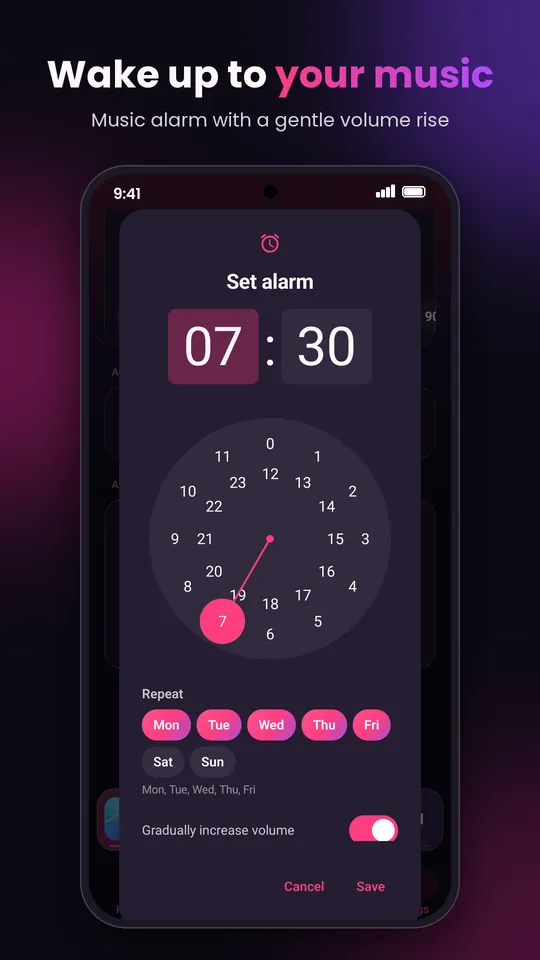 Wake up to your music
Music alarm with a gentle volume rise
9:41
Set alarm
07 : 30
0
11 1
12
23 13
10 2
22 14
9 21 15 3
20 16
8 4
19 17
18
7 5
6
Repeat
Mon Tue Wed Thu Fri
Sat Sun
Mon, Tue, Wed, Thu, Fri
Gradually increase volume
Cancel Save